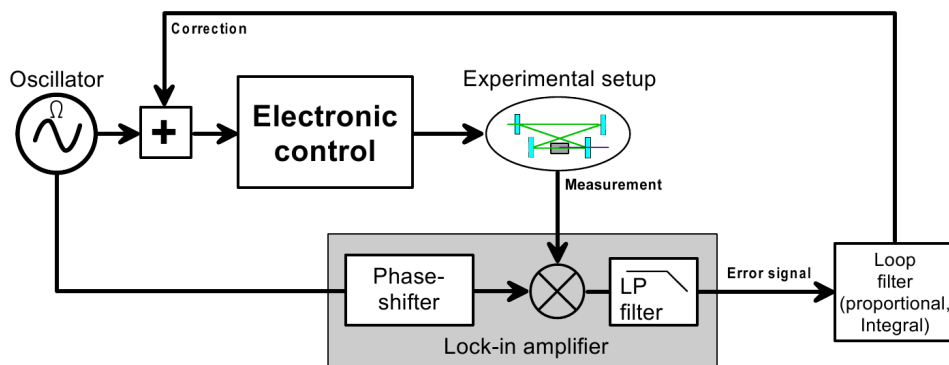 Correction
Oscillator
Ω
+
Electronic
control
Experimental setup
Measurement
Phase-
shifter
LP
filter
Lock-in amplifier
Error signal
Loop
filter
(proportional,
Integral)